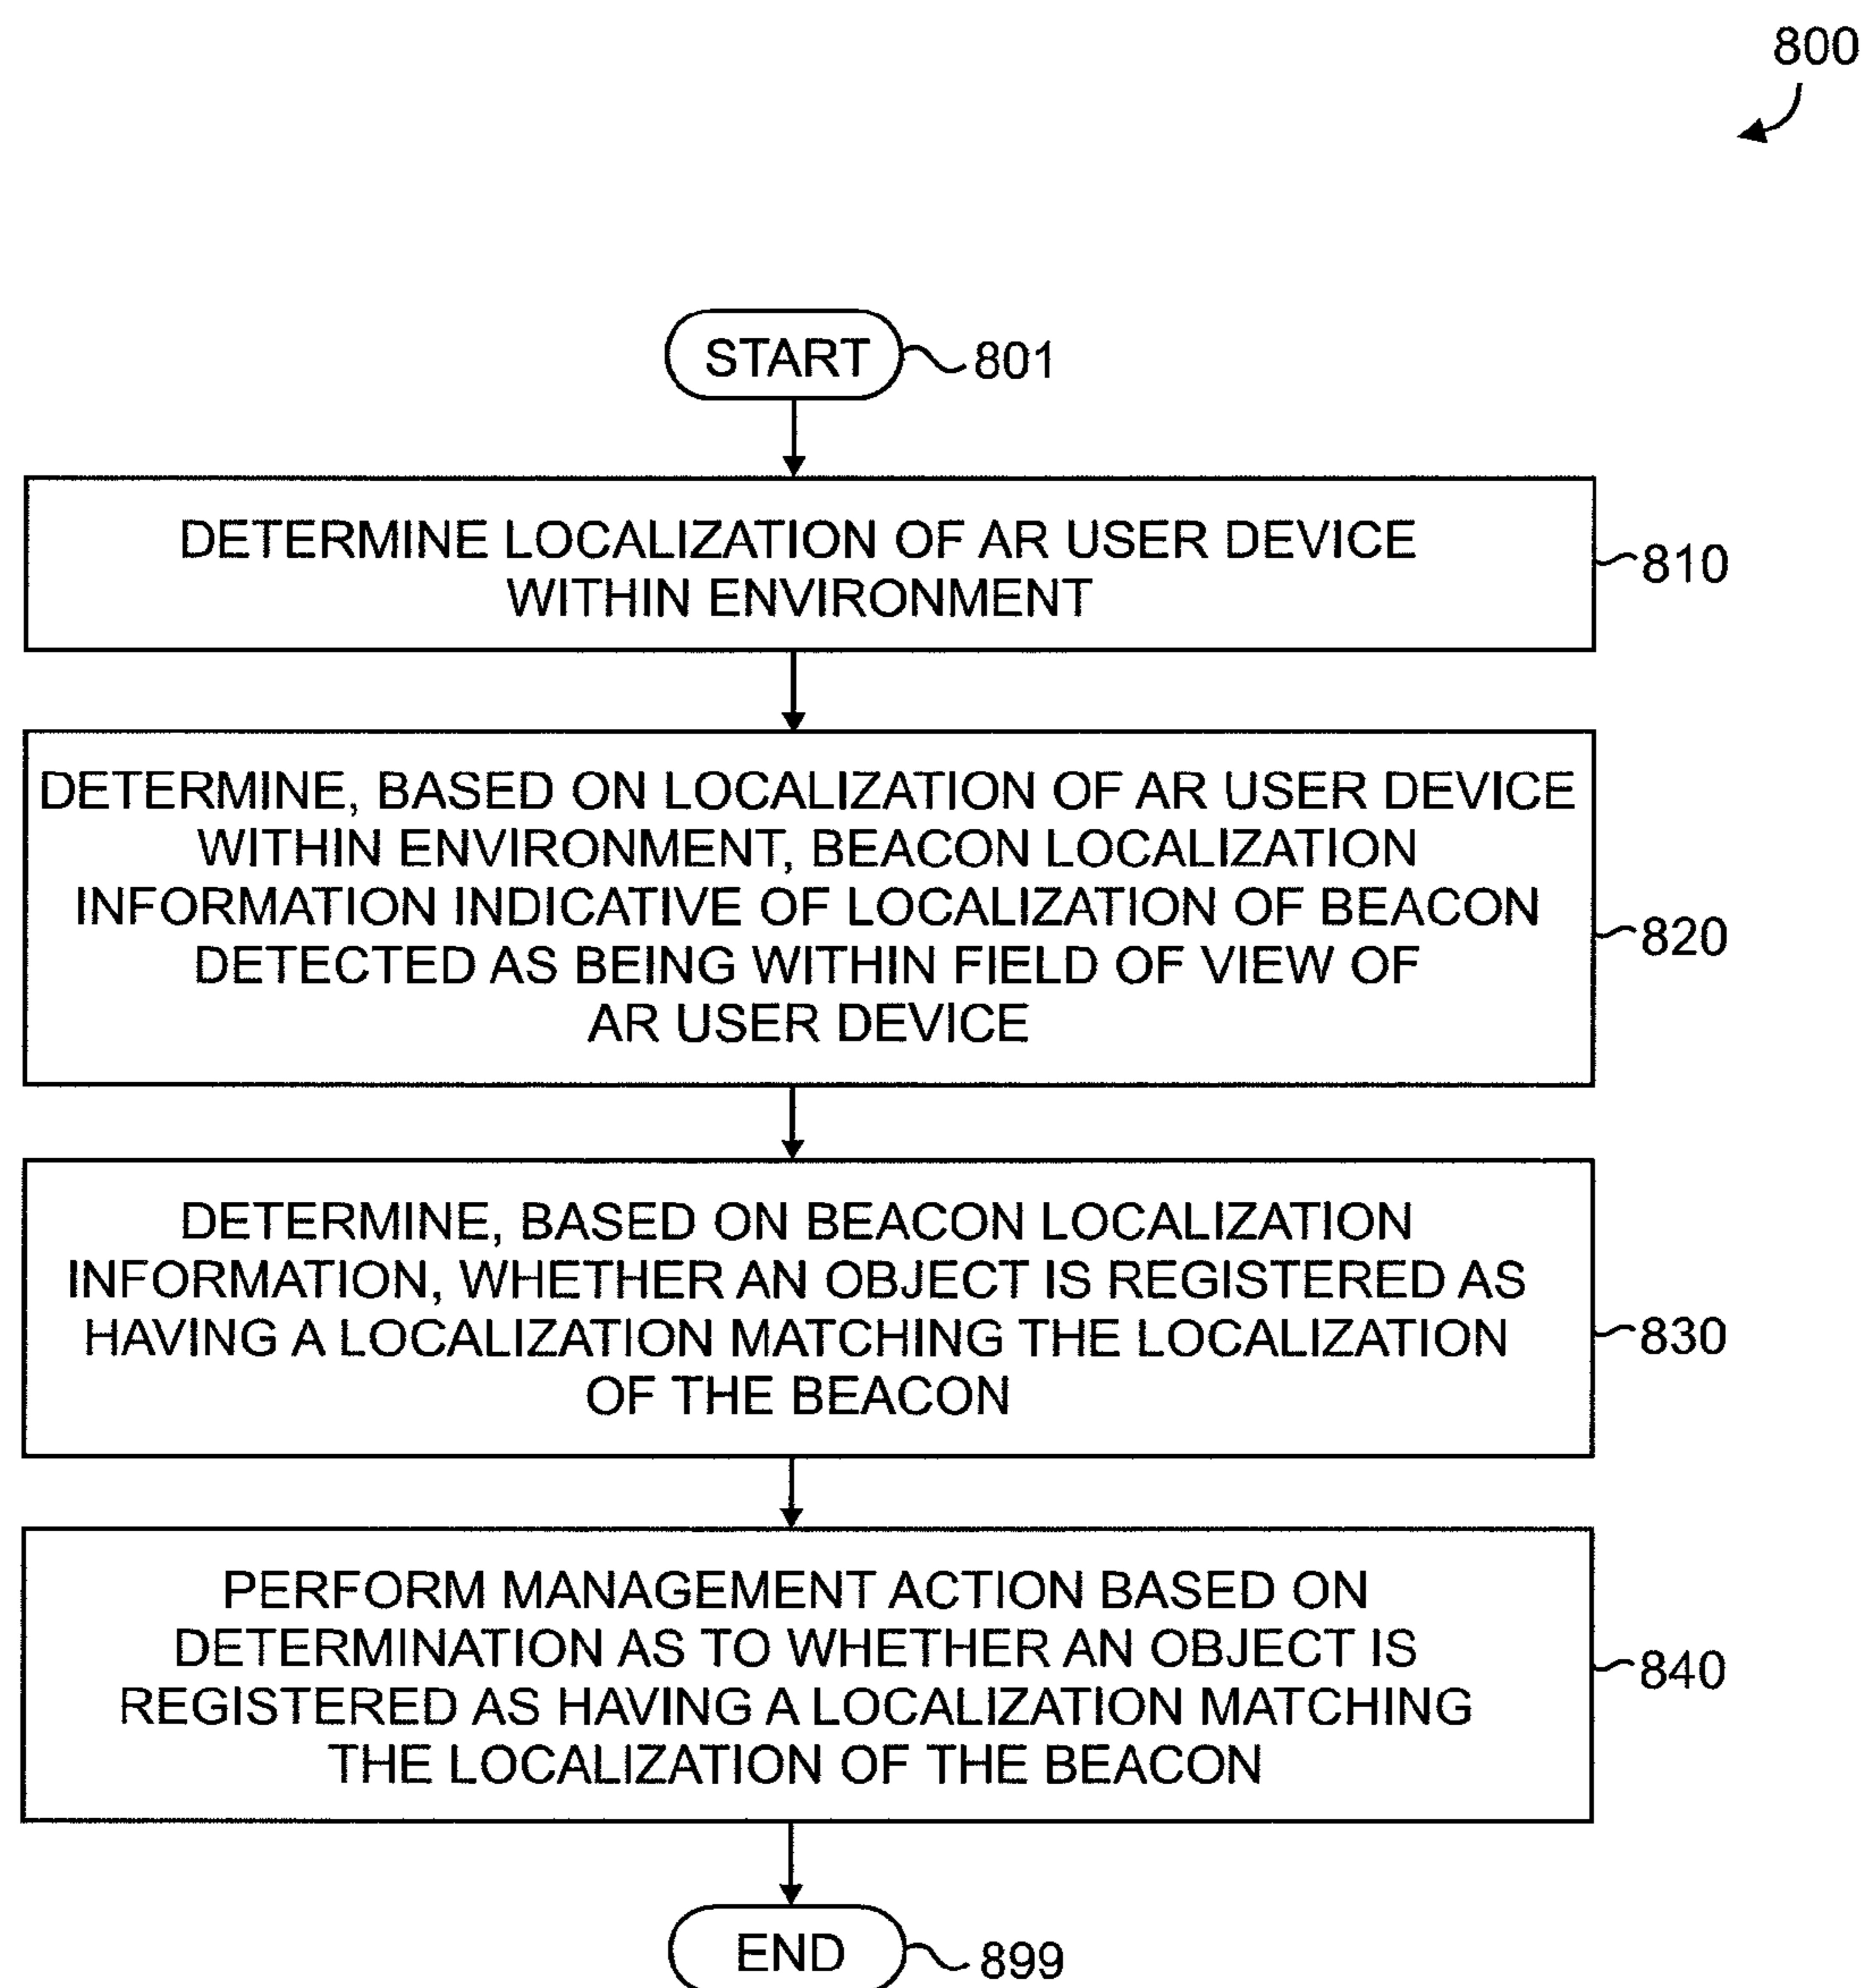 800
START
801
DETERMINE LOCALIZATION OF AR USER DEVICE
WITHIN ENVIRONMENT
810
DETERMINE, BASED ON LOCALIZATION OF AR USER DEVICE
WITHIN ENVIRONMENT, BEACON LOCALIZATION
INFORMATION INDICATIVE OF LOCALIZATION OF BEACON
DETECTED AS BEING WITHIN FIELD OF VIEW OF
AR USER DEVICE
820
DETERMINE, BASED ON BEACON LOCALIZATION
INFORMATION, WHETHER AN OBJECT IS REGISTERED AS
HAVING A LOCALIZATION MATCHING THE LOCALIZATION
OF THE BEACON
830
PERFORM MANAGEMENT ACTION BASED ON
DETERMINATION AS TO WHETHER AN OBJECT IS
REGISTERED AS HAVING A LOCALIZATION MATCHING
THE LOCALIZATION OF THE BEACON
840
END
899